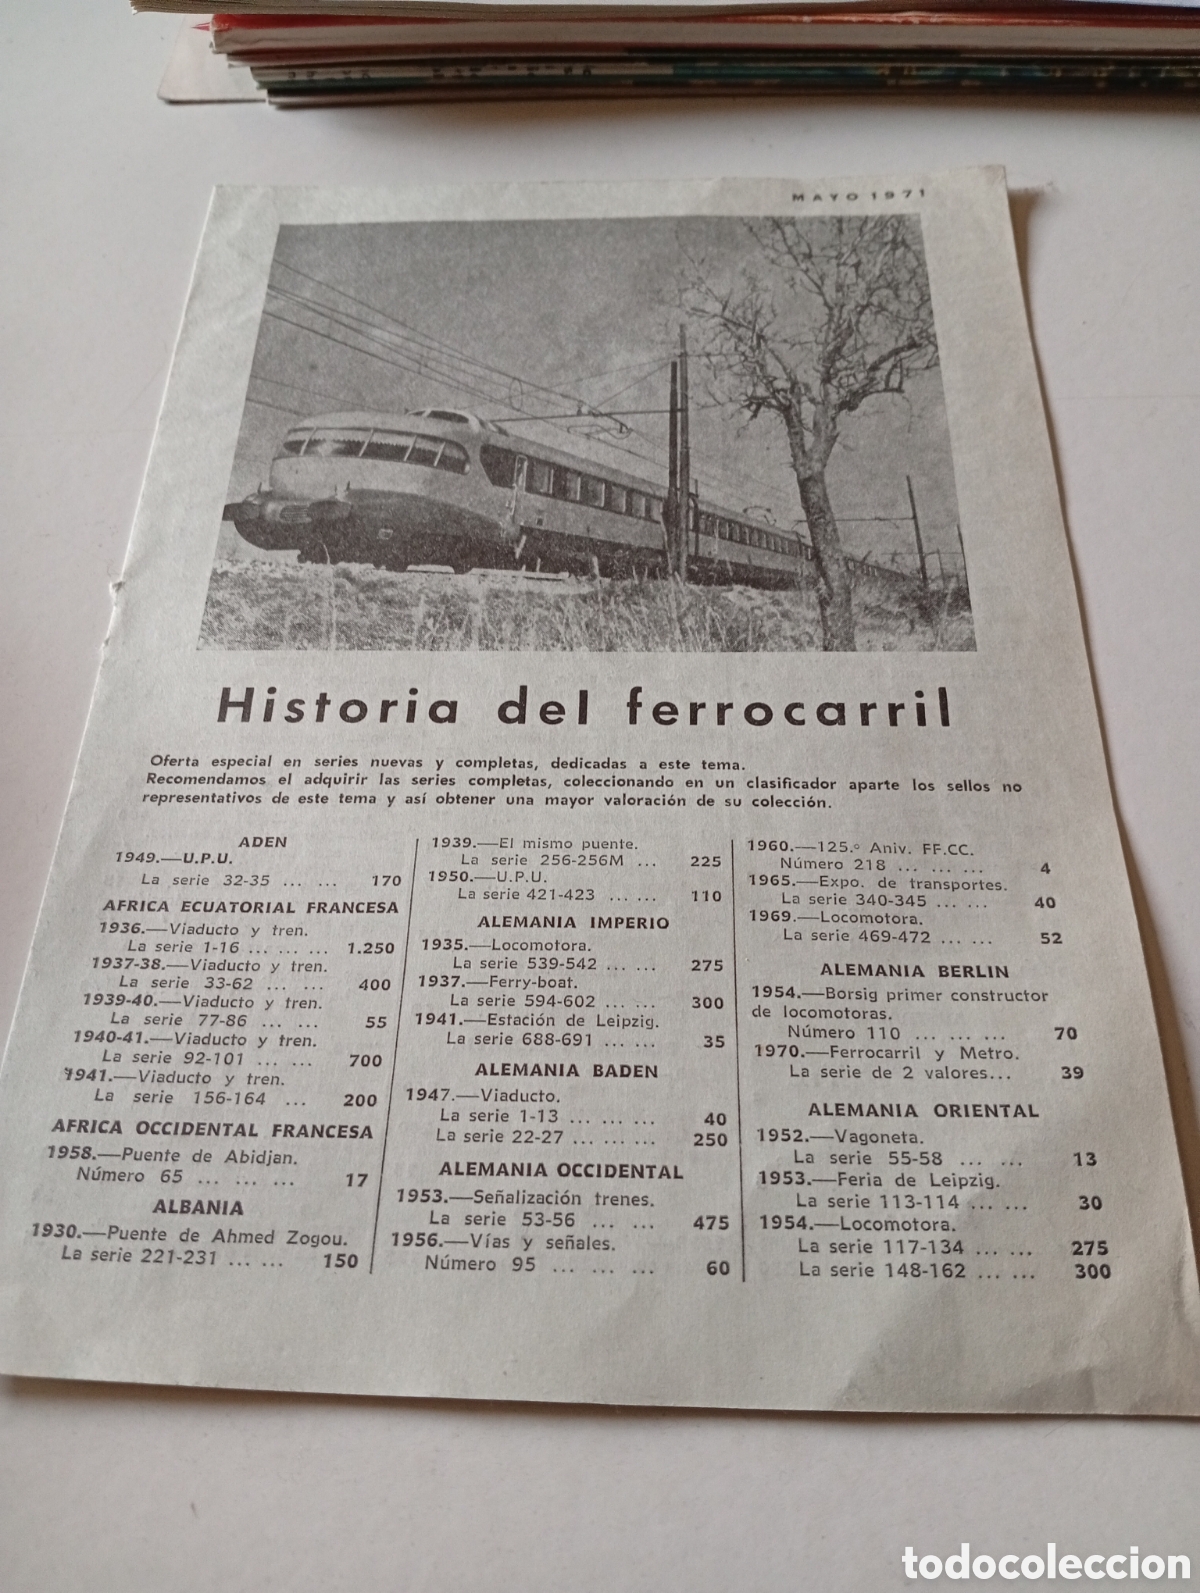 MAYO 1971
Historia del ferrocarril
Oferta especial en series nuevas y completas, dedicadas a este tema.
Recomendamos el adquirir las series completas, coleccionando en un clasificador aparte los sellos no
representativos de este tema y así obtener una mayor valoración de su colección.
ADEN
1949.—U.P.U.
La serie 32-35 ... ... 170
AFRICA ECUATORIAL FRANCESA
1936.—Viaducto y tren.
La serie 1-16 ... ... ... 1.250
1937-38.—Viaducto y tren.
La serie 33-62 ... ... 400
1939-40.—Viaducto y tren.
La serie 77-86 ... ... 55
1940-41.—Viaducto y tren.
La serie 92-101 ... ... 700
1941.—Viaducto y tren.
La serie 156-164 ... 200
AFRICA OCCIDENTAL FRANCESA
1958.—Puente de Abidjan.
Número 65 ... ... ... 17
ALBANIA
1930.—Puente de Ahmed Zogou.
La serie 221-231 ... ... 150
1939.—El mismo puente.
La serie 256-256M ... 225
1950.—U.P.U.
La serie 421-423 ... ... 110
ALEMANIA IMPERIO
1935.—Locomotora.
La serie 539-542 ... ... 275
1937.—Ferry-boat.
La serie 594-602 ... ... 300
1941.—Estación de Leipzig.
La serie 688-691 ... ... 35
ALEMANIA BADEN
1947.—Viaducto.
La serie 1-13 ... ... ... 40
La serie 22-27 ... ... ... 250
ALEMANIA OCCIDENTAL
1953.—Señalización trenes.
La serie 53-56 ... ... 475
1956.—Vías y señales.
Número 95 ... ... ... 60
1960.—125.º Aniv. FF.CC.
Número 218 ... ... ... 4
1965.—Expo. de transportes.
La serie 340-345 ... ... 40
1969.—Locomotora.
La serie 469-472 ... ... 52
ALEMANIA BERLIN
1954.—Borsig primer constructor
de locomotoras.
Número 110 ... ... ... 70
1970.—Ferrocarril y Metro.
La serie de 2 valores... 39
ALEMANIA ORIENTAL
1952.—Vagoneta.
La serie 55-58 ... ... 13
1953.—Feria de Leipzig.
La serie 113-114 ... ... 30
1954.—Locomotora.
La serie 117-134 ... ... 275
La serie 148-162 ... ... 300
todocoleccion